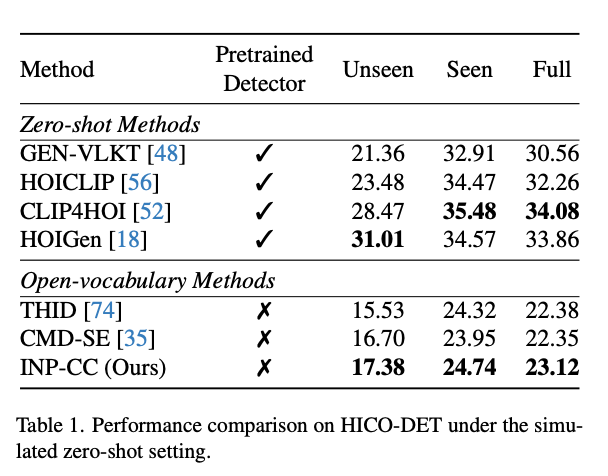 Method Pretrained Detector Unseen Seen Full
Zero-shot Methods
GEN-VLKT [48] ✓ 21.36 32.91 30.56
HOICLIP [56] ✓ 23.48 34.47 32.26
CLIP4HOI [52] ✓ 28.47 35.48 34.08
HOIGen [18] ✓ 31.01 34.57 33.86
Open-vocabulary Methods
THID [74] ✗ 15.53 24.32 22.38
CMD-SE [35] ✗ 16.70 23.95 22.35
INP-CC (Ours) ✗ 17.38 24.74 23.12
Table 1. Performance comparison on HICO-DET under the simu-
lated zero-shot setting.